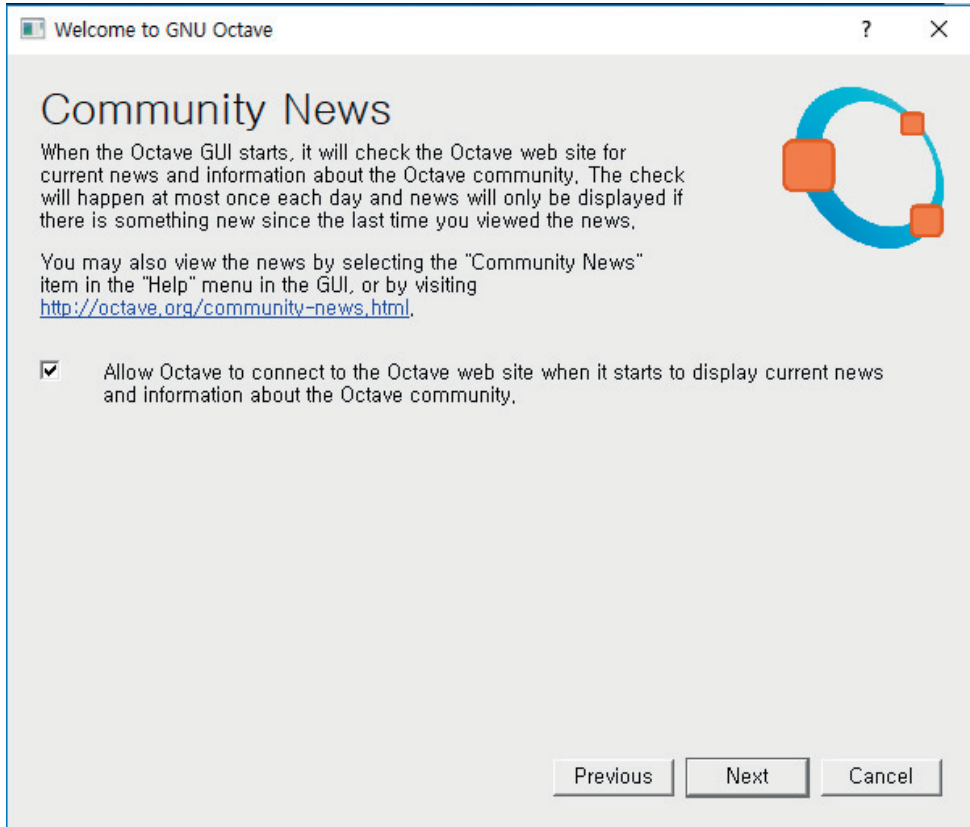 Welcome to GNU Octave
?
Community News
When the Octave GUI starts, it will check the Octave web site for
current news and information about the Octave community. The check
will happen at most once each day and news will only be displayed if
there is something new since the last time you viewed the news.
You may also view the news by selecting the "Community News"
item in the "Help" menu in the GUI, or by visiting
http://octave.org/community-news.html.
Allow Octave to connect to the Octave web site when it starts to display current news
and information about the Octave community.
Previous Next Cancel